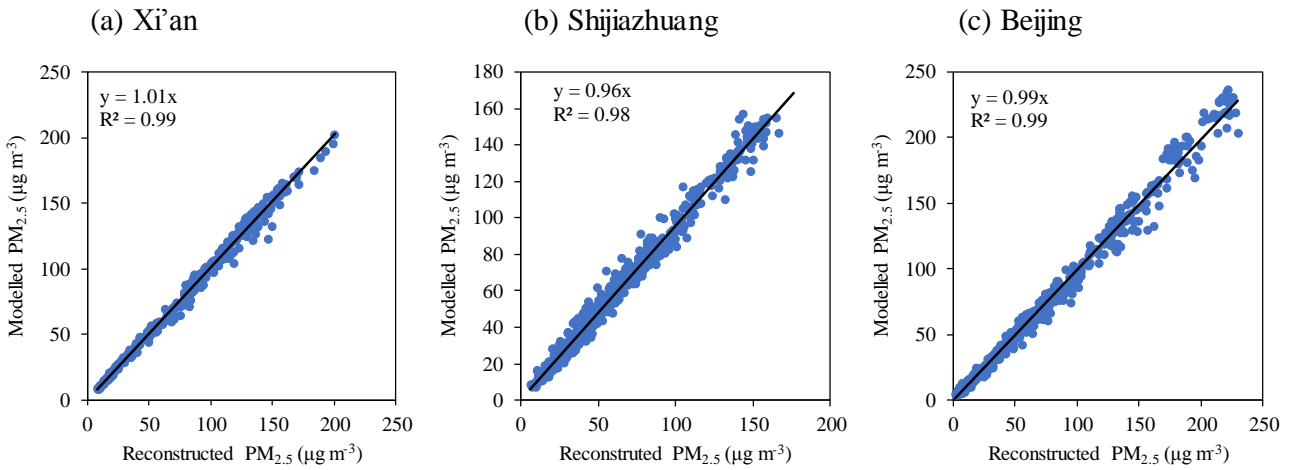 (a) Xi’an
250
200
150
100
50
0
0 50 100 150 200 250
y = 1.01x
R² = 0.99
Modelled PM2.5 (µg m-3)
Reconstructed PM2.5 (µg m-3)
(b) Shijiazhuang
180
160
140
120
100
80
60
40
20
0
0 50 100 150 200
y = 0.96x
R² = 0.98
Modelled PM2.5 (µg m-3)
Reconstruted PM2.5 (µg m-3)
(c) Beijing
250
200
150
100
50
0
0 50 100 150 200 250
y = 0.99x
R² = 0.99
Modelled PM2.5 (µg m-3)
Reconstructed PM2.5 (µg m-3)